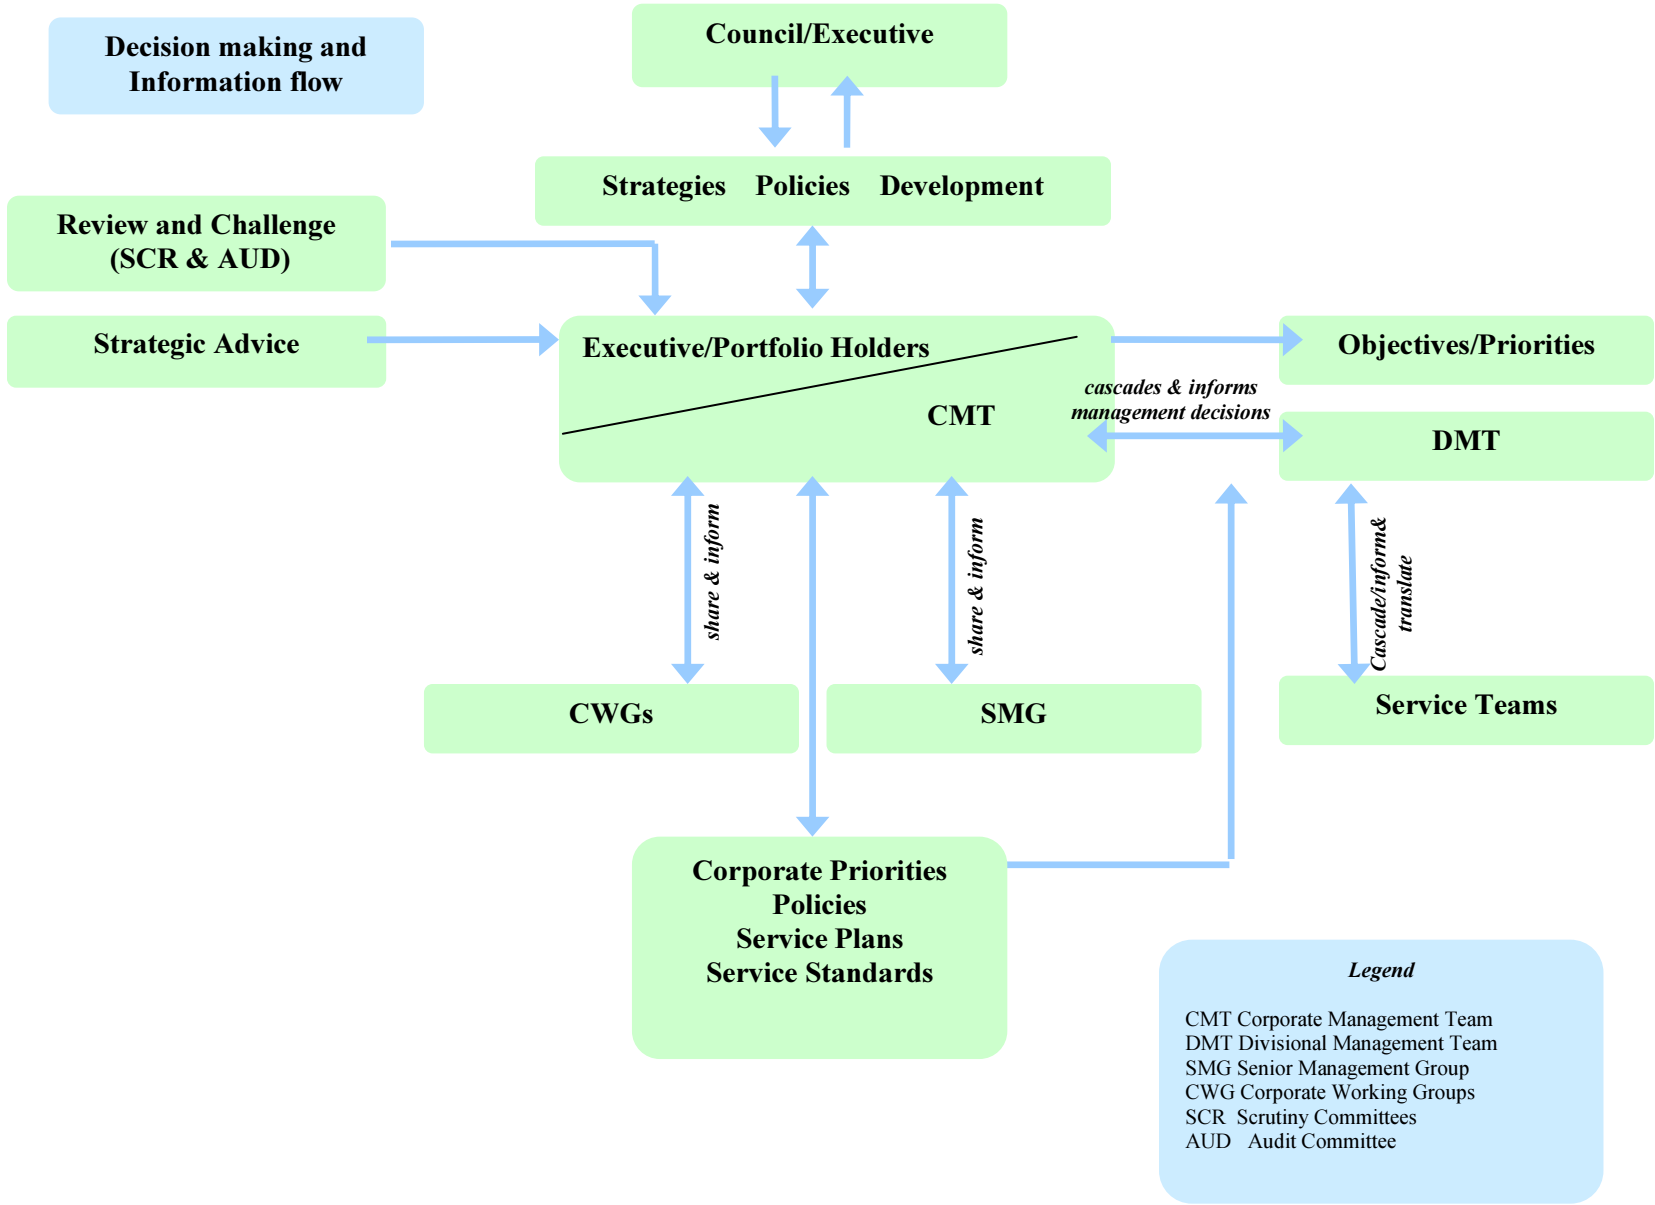 Decision making and
Information flow
Council/Executive
Strategies Policies Development
Review and Challenge
(SCR & AUD)
Strategic Advice
Executive/Portfolio Holders
CMT
Objectives/Priorities
cascades & informs
management decisions
DMT
share & inform
share & inform
Cascade/inform&
translate
CWGs
SMG
Service Teams
Corporate Priorities
Policies
Service Plans
Service Standards
Legend
CMT Corporate Management Team
DMT Divisional Management Team
SMG Senior Management Group
CWG Corporate Working Groups
SCR Scrutiny Committees
AUD Audit Committee